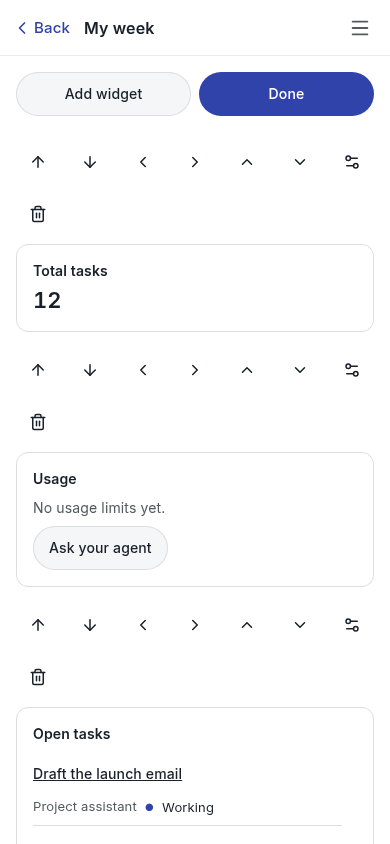 Back My week
Add widget Done
Total tasks
12
Usage
No usage limits yet.
Ask your agent
Open tasks
Draft the launch email
Project assistant Working